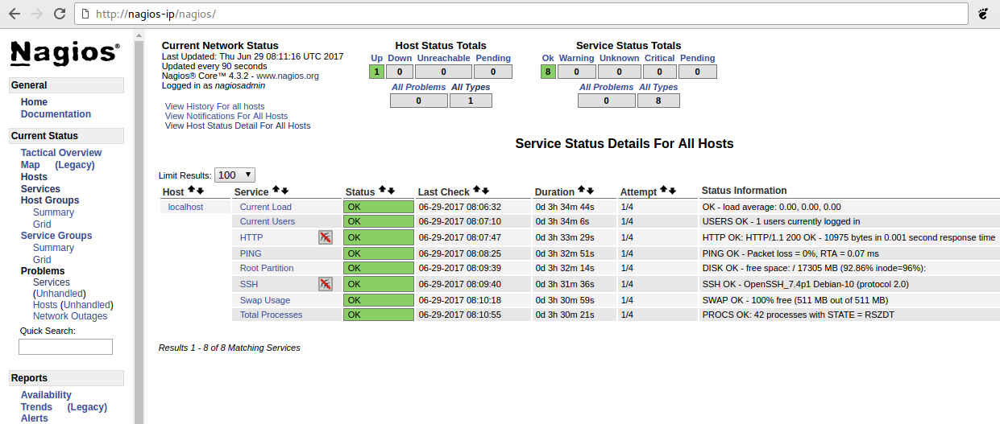 http://nagios-ip/nagios/
Nagios®
General
Home
Documentation
Current Status
Tactical Overview
Map (Legacy)
Hosts
Services
Host Groups
Summary
Grid
Service Groups
Summary
Grid
Problems
Services
(Unhandled)
Hosts (Unhandled)
Network Outages
Quick Search:
Reports
Availability
Trends (Legacy)
Alerts
Current Network Status
Last Updated: Thu Jun 29 08:11:16 UTC 2017
Updated every 90 seconds
Nagios® Core™ 4.3.2 - www.nagios.org
Logged in as nagiosadmin
View History For all hosts
View Notifications For All Hosts
View Host Status Detail For All Hosts
Host Status Totals
Up Down Unreachable Pending
1 0 0 0
All Problems All Types
0 1
Service Status Totals
Ok Warning Unknown Critical Pending
8 0 0 0 0
All Problems All Types
0 8
Service Status Details For All Hosts
Limit Results: 100
Host Service Status Last Check Duration Attempt Status Information
localhost Current Load OK 06-29-2017 08:06:32 0d 3h 34m 44s 1/4 OK - load average: 0.00, 0.00, 0.00
Current Users OK 06-29-2017 08:07:10 0d 3h 34m 6s 1/4 USERS OK - 1 users currently logged in
HTTP OK 06-29-2017 08:07:47 0d 3h 33m 29s 1/4 HTTP OK: HTTP/1.1 200 OK - 10975 bytes in 0.001 second response time
PING OK 06-29-2017 08:08:25 0d 3h 32m 51s 1/4 PING OK - Packet loss = 0%, RTA = 0.07 ms
Root Partition OK 06-29-2017 08:09:39 0d 3h 32m 14s 1/4 DISK OK - free space: / 17305 MB (92.86% inode=96%):
SSH OK 06-29-2017 08:09:40 0d 3h 31m 36s 1/4 SSH OK - OpenSSH_7.4p1 Debian-10 (protocol 2.0)
Swap Usage OK 06-29-2017 08:10:18 0d 3h 30m 59s 1/4 SWAP OK - 100% free (511 MB out of 511 MB)
Total Processes OK 06-29-2017 08:10:55 0d 3h 30m 21s 1/4 PROCS OK: 42 processes with STATE = RSZDT
Results 1 - 8 of 8 Matching Services